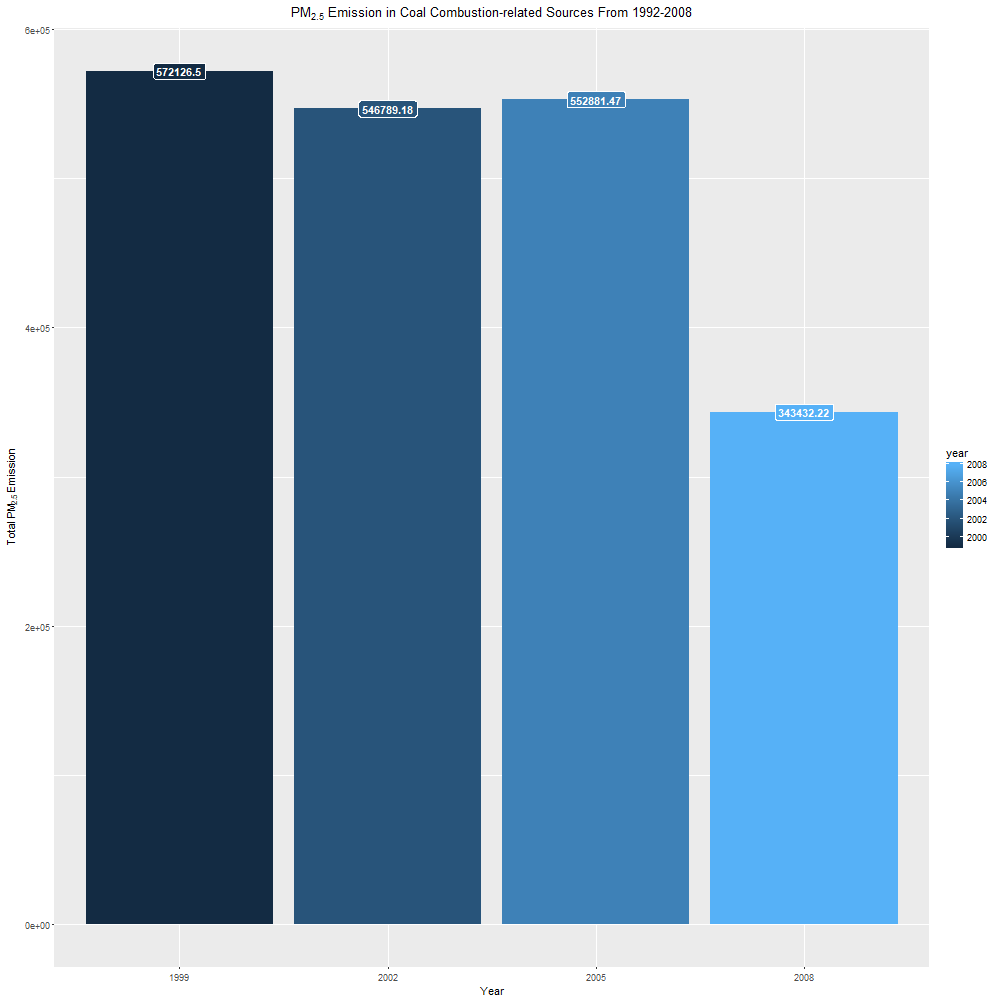 PM2.5 Emission in Coal Combustion-related Sources From 1992-2008
6e+05
572126.5
546789.18
552881.47
4e+05
343432.22
Total PM2.5 Emission
year
2008
2006
2004
2002
2000
2e+05
0e+00
1999 2002 2005 2008
Year